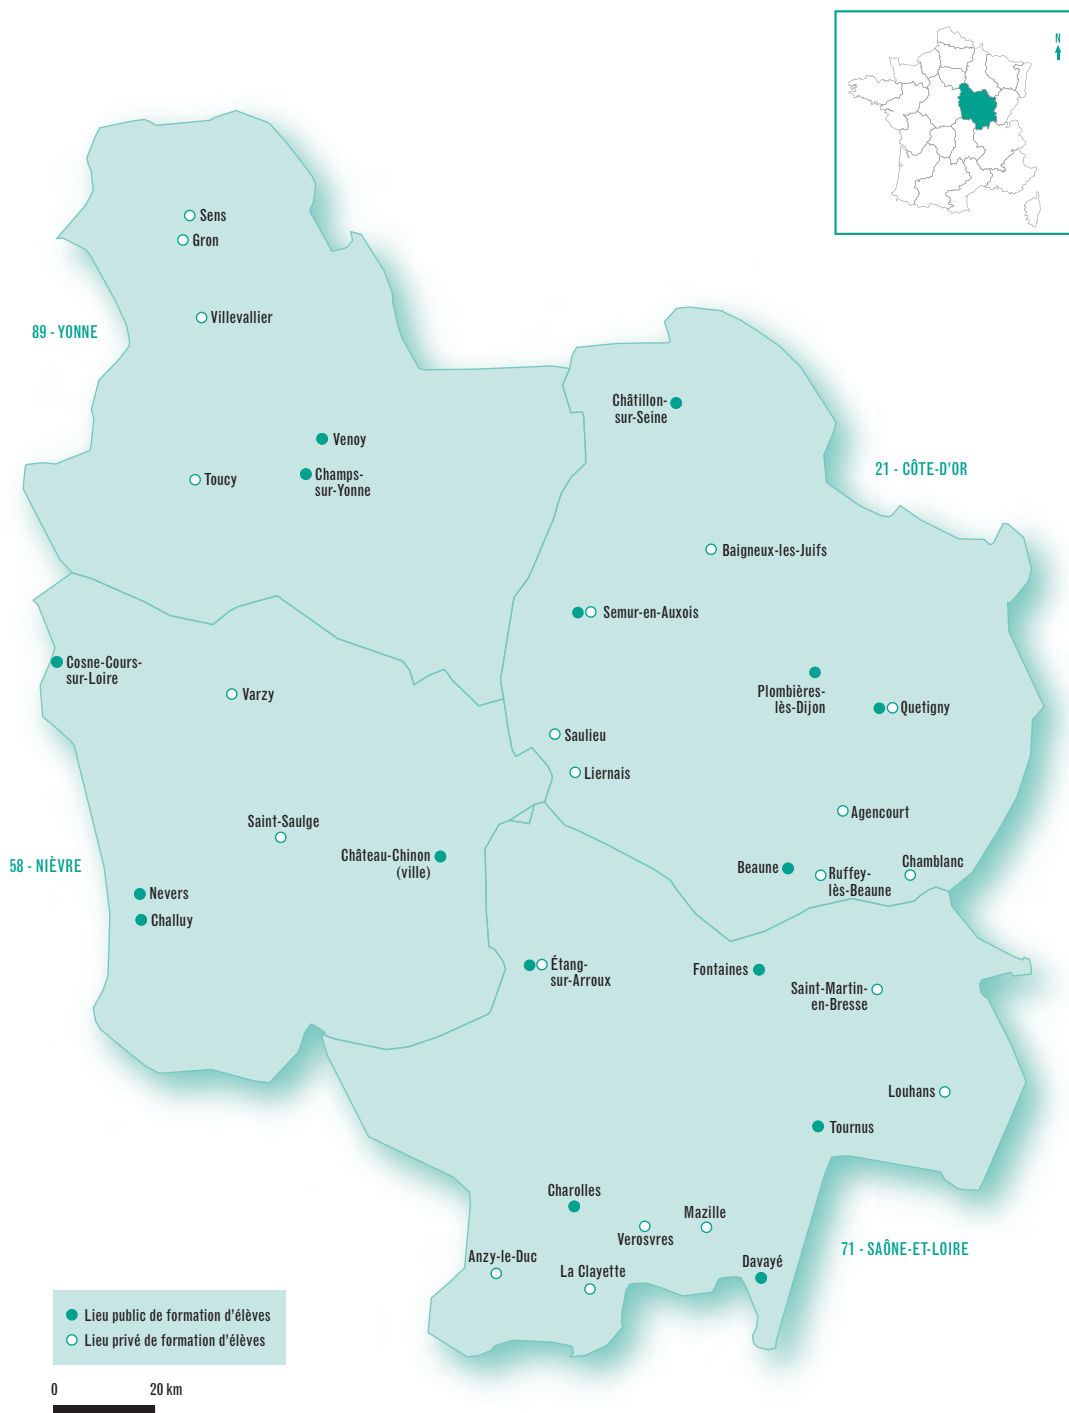 N
Sens
Gron
Villevallier
89 - YONNE
Châtillon-
sur-Seine
Venoy
21 - CÔTE-D'OR
Toucy
Champs-
sur-Yonne
Baigneux-les-Juifs
Semur-en-Auxois
Cosne-Cours-
sur-Loire
Varzy
Plombières-
lès-Dijon
Quetigny
Saulieu
Liernais
Agencourt
Saint-Saulge
Château-Chinon
(ville)
58 - NIÈVRE
Beaune
Ruffey-
lès-Beaune
Chamblanc
Nevers
Challuy
Étang-
sur-Arroux
Fontaines
Saint-Martin-
en-Bresse
Louhans
Tournus
Charolles
Mazille
Verosvres
71 - SAÔNE-ET-LOIRE
Anzy-le-Duc
La Clayette
Davayé
Lieu public de formation d'élèves
Lieu privé de formation d'élèves
0 20 km